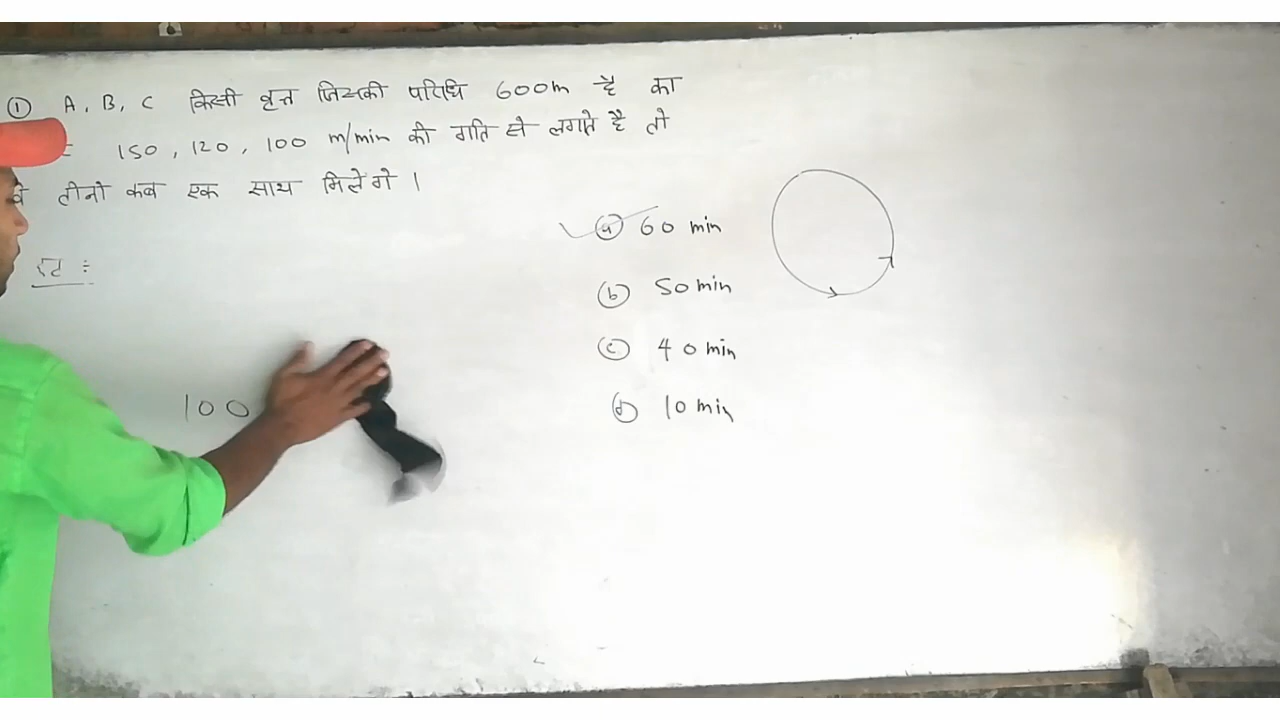 ① A, B, C किसी वृत्त जिसकी परिधि 600m है का
150, 120, 100 m/min की गति से लगाते है तो
वे तीनो कब एक साथ मिलेंगे ।
ⓐ 60 min
ⓑ 50 min
ⓒ 40 min
ⓓ 10 min
100